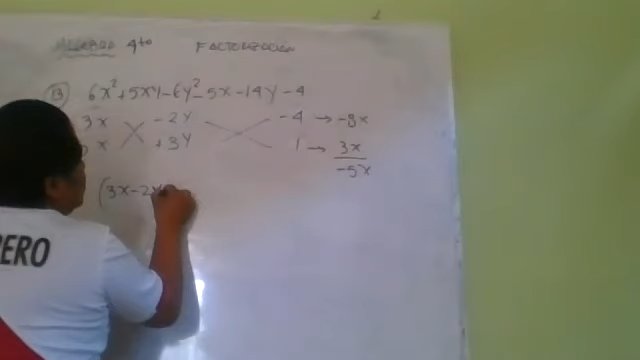 ALGEBRA 4to FACTORIZACIÓN
13 6x²+5xy-6y²-5x-14y-4
3x -2y -4 → -8x
x +3y 1 → 3x
-5x
(3x-2y
PERO